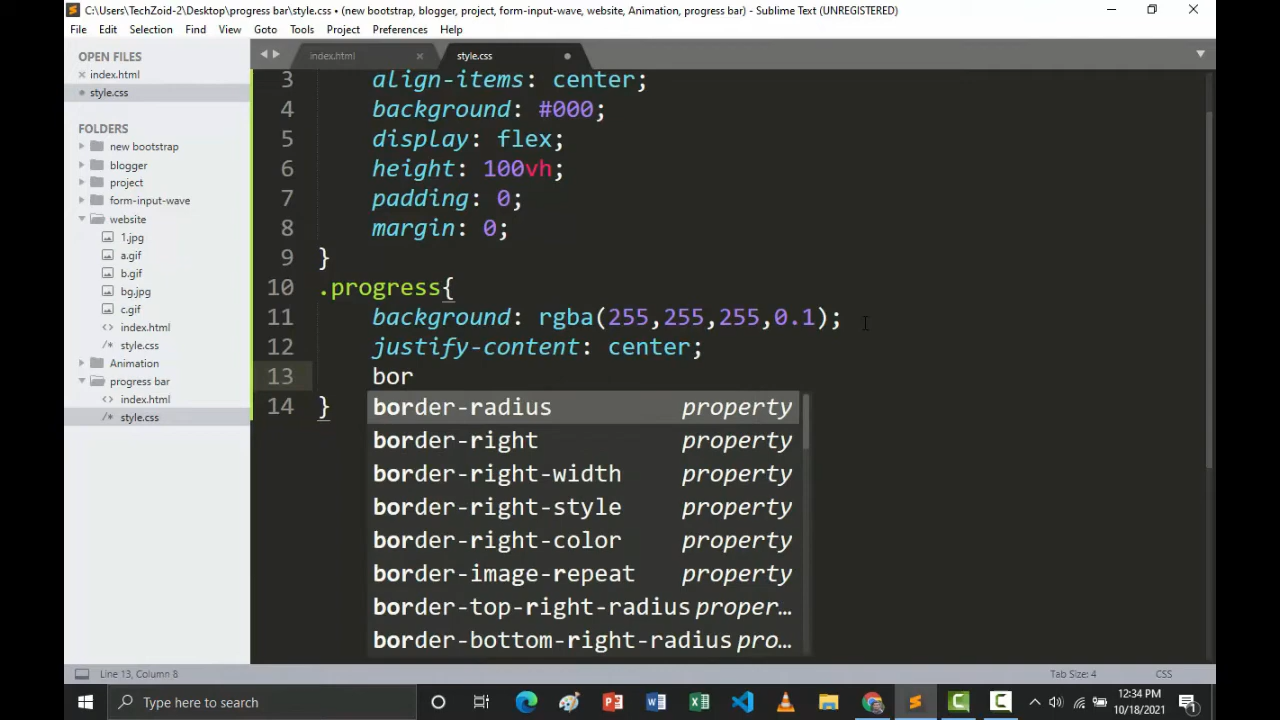 C:\Users\TechZoid-2\Desktop\progress bar\style.css • (new bootstrap, blogger, project, form-input-wave, website, Animation, progress bar) - Sublime Text (UNREGISTERED)
File Edit Selection Find View Goto Tools Project Preferences Help
OPEN FILES
index.html
style.css
FOLDERS
new bootstrap
blogger
project
form-input-wave
website
1.jpg
a.gif
b.gif
bg.jpg
c.gif
index.html
style.css
Animation
progress bar
index.html
style.css
index.html style.css
3 align-items: center;
4 background: #000;
5 display: flex;
6 height: 100vh;
7 padding: 0;
8 margin: 0;
9 }
10 .progress{
11 background: rgba(255,255,255,0.1);
12 justify-content: center;
13 bor
14 }
border-radius property
border-right property
border-right-width property
border-right-style property
border-right-color property
border-image-repeat property
border-top-right-radius proper…
border-bottom-right-radius pro…
Line 13, Column 8 Tab Size: 4 CSS
Type here to search
12:34 PM
10/18/2021
1